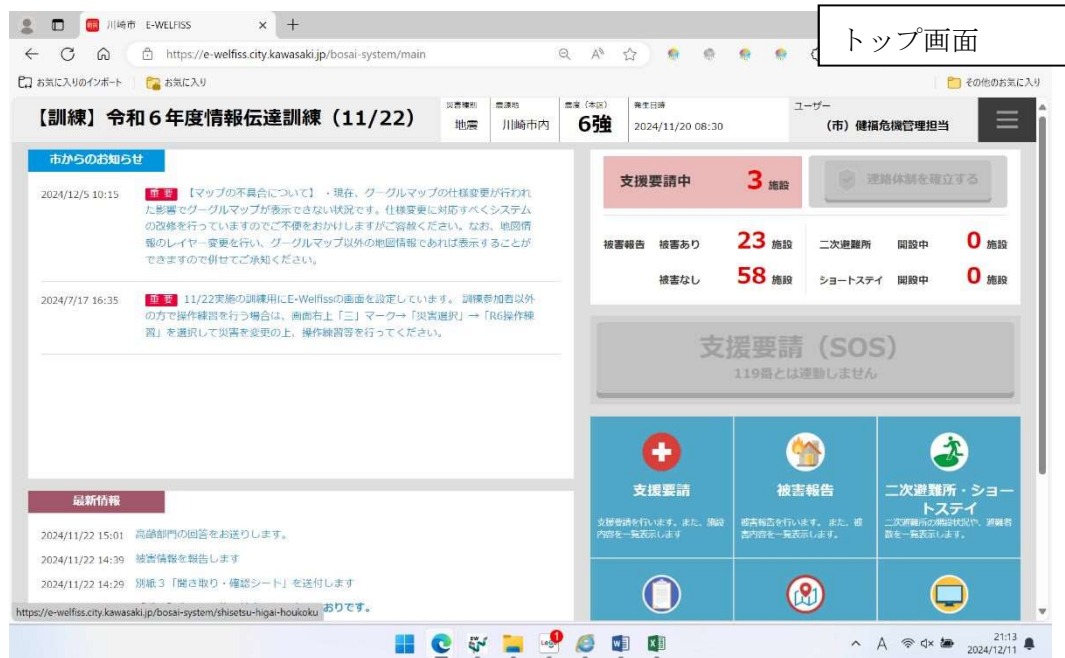 川崎市 E-WELFISS
トップ画面
https://e-welfiss.city.kawasaki.jp/bosai-system/main
お気に入りのインポート
お気に入り
その他のお気に入り
【訓練】令和６年度情報伝達訓練（11/22）
災害種別
地震
震源地
川崎市内
震度（本区）
6強
発生日時
2024/11/20 08:30
ユーザー
（市）健福危機管理担当
市からのお知らせ
2024/12/5 10:15
重要 【マップの不具合について】 ・現在、グーグルマップの仕様変更が行われ
た影響でグーグルマップが表示できない状況です。仕様変更に対応すべくシステム
の改修を行っていますのでご不便をおかけしますがご容赦ください。なお、地図情
報のレイヤー変更を行い、グーグルマップ以外の地図情報であれば表示することが
できますので併せてご承知ください。
2024/7/17 16:35
重要 11/22実施の訓練用にE-Welfissの画面を設定しています。 訓練参加者以外
の方で操作練習を行う場合は、画面右上「三」マーク→「災害選択」→「R6操作練
習」を選択して災害を変更の上、操作練習等を行ってください。
支援要請中
3 施設
連絡体制を確立する
被害報告 被害あり 23 施設
二次避難所 開設中 0 施設
被害なし 58 施設
ショートステイ 開設中 0 施設
支援要請（SOS）
119番とは連動しません
支援要請
支援要請を行います。また、施設
内容を一覧表示します
被害報告
被害報告を行います。また、被
害内容を一覧表示します。
二次避難所・ショー
トステイ
二次避難所の開設状況や、避難者
数を一覧表示します。
最新情報
2024/11/22 15:01 高齢部門の回答をお送りします。
2024/11/22 14:39 被害情報を報告します
2024/11/22 14:29 別紙３「聞き取り・確認シート」を送付します
https://e-welfiss.city.kawasaki.jp/bosai-system/shisetsu-higai-houkoku
おりです。
A
21:13
2024/12/11